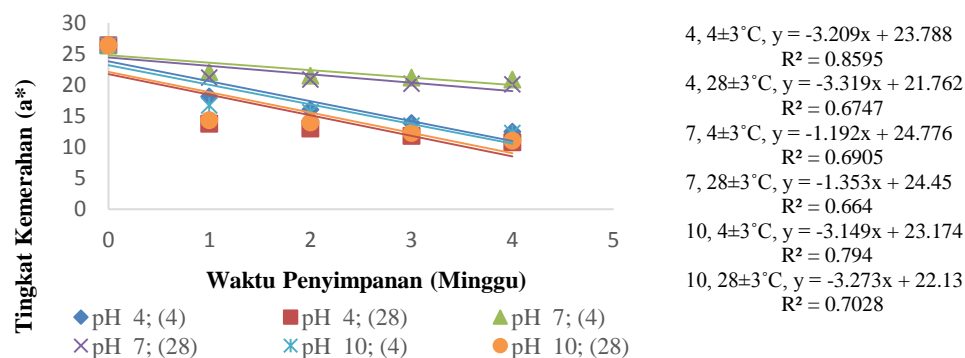 Tingkat Kemerahan (a*)
30
25
20
15
10
5
0
0 1 2 3 4 5
Waktu Penyimpanan (Minggu)
pH 4; (4) pH 4; (28) pH 7; (4)
pH 7; (28) pH 10; (4) pH 10; (28)
4, 4±3˚C, y = -3.209x + 23.788
R² = 0.8595
4, 28±3˚C, y = -3.319x + 21.762
R² = 0.6747
7, 4±3˚C, y = -1.192x + 24.776
R² = 0.6905
7, 28±3˚C, y = -1.353x + 24.45
R² = 0.664
10, 4±3˚C, y = -3.149x + 23.174
R² = 0.794
10, 28±3˚C, y = -3.273x + 22.13
R² = 0.7028